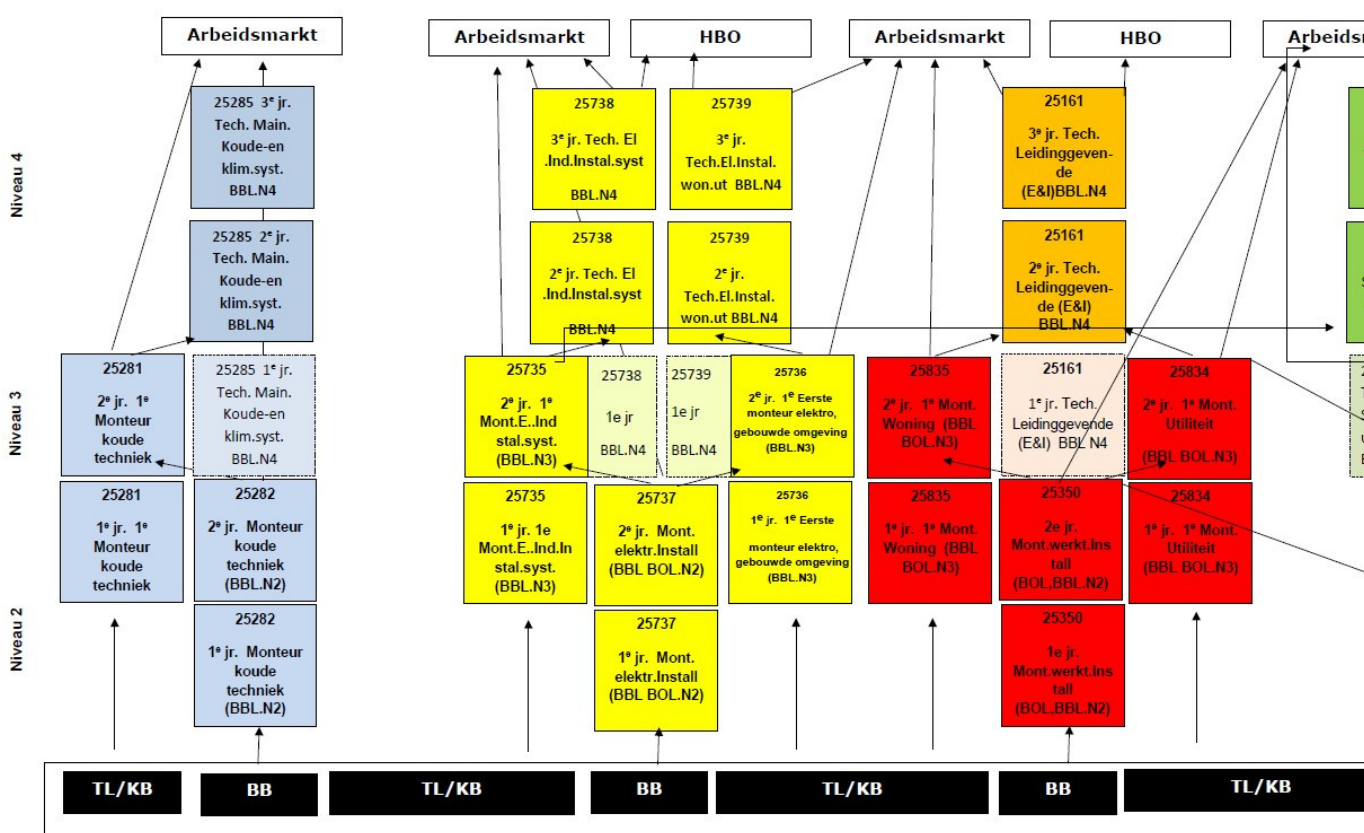 Arbeidsmarkt
Arbeidsmarkt
HBO
Arbeidsmarkt
HBO
Arbeidsm
Niveau 4
25285 3e jr.
Tech. Main.
Koude-en
klim.syst.
BBL.N4
25738
3e jr. Tech. El
.Ind.Instal.syst
BBL.N4
25739
3e jr.
Tech.El.Instal.
won.ut BBL.N4
25161
3e jr. Tech.
Leidinggeven-
de
(E&I)BBL.N4
25285 2e jr.
Tech. Main.
Koude-en
klim.syst.
BBL.N4
25738
2e jr. Tech. El
.Ind.Instal.syst
BBL.N4
25739
2e jr.
Tech.El.Instal.
won.ut BBL.N4
25161
2e jr. Tech.
Leidinggeven-
de (E&I)
BBL.N4
S
Niveau 3
25281
2e jr. 1e
Monteur
koude
techniek
25285 1e jr.
Tech. Main.
Koude-en
klim.syst.
BBL.N4
25735
2e jr. 1e
Mont.E..Ind
stal.syst.
(BBL.N3)
25738
1e jr
BBL.N4
25739
1e jr
BBL.N4
25736
2e jr. 1e Eerste
monteur elektro,
gebouwde omgeving
(BBL.N3)
25835
2e jr. 1e Mont.
Woning (BBL
BOL.N3)
25161
1e jr. Tech.
Leidinggevende
(E&I) BBL N4
25834
2e jr. 1e Mont.
Utiliteit
(BBL BOL.N3)
25281
1e jr. 1e
Monteur
koude
techniek
25282
2e jr. Monteur
koude
techniek
(BBL.N2)
25735
1e jr. 1e
Mont.E..Ind.In
stal.syst.
(BBL.N3)
25737
2e jr. Mont.
elektr.Install
(BBL BOL.N2)
25736
1e jr. 1e Eerste
monteur elektro,
gebouwde omgeving
(BBL.N3)
25835
1e jr. 1e Mont.
Woning (BBL
BOL.N3)
25350
2e jr.
Mont.werkt.Ins
tall
(BOL,BBL.N2)
25834
1e jr. 1e Mont.
Utiliteit
(BBL BOL.N3)
Niveau 2
25282
1e jr. Monteur
koude
techniek
(BBL.N2)
25737
1e jr. Mont.
elektr.Install
(BBL BOL.N2)
25350
1e jr.
Mont.werkt.Ins
tall
(BOL,BBL.N2)
TL/KB
BB
TL/KB
BB
TL/KB
BB
TL/KB